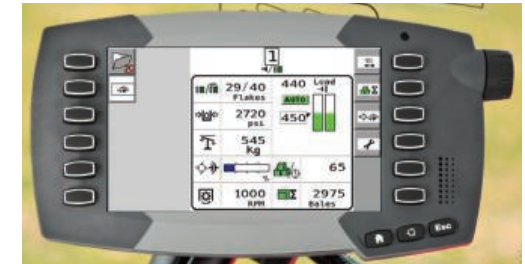 1
29/40
Flakes
440
Load
AUTO
2720
psi
450°
545
Kg
%
65
1000
RPM
Σ
2975
Bales
Σ
Esc